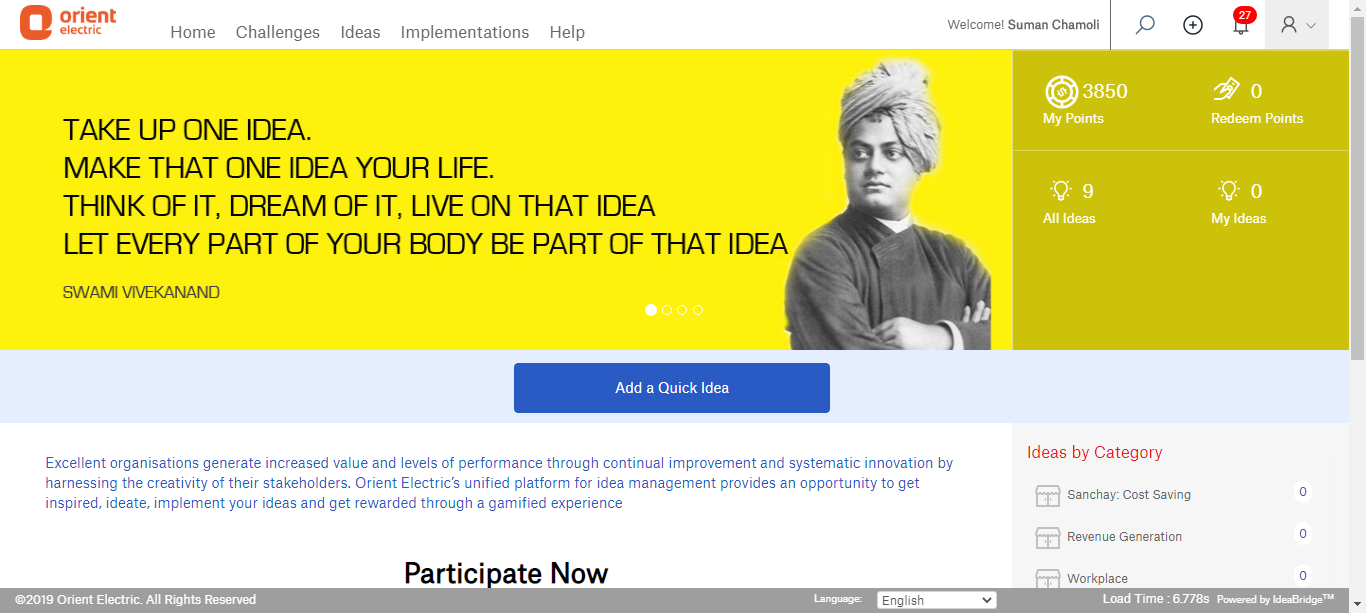 orient
electric
Home Challenges Ideas Implementations Help
Welcome! Suman Chamoli
27
TAKE UP ONE IDEA.
MAKE THAT ONE IDEA YOUR LIFE.
THINK OF IT, DREAM OF IT, LIVE ON THAT IDEA
LET EVERY PART OF YOUR BODY BE PART OF THAT IDEA
SWAMI VIVEKANAND
3850
My Points
0
Redeem Points
9
All Ideas
0
My Ideas
Add a Quick Idea
Excellent organisations generate increased value and levels of performance through continual improvement and systematic innovation by
harnessing the creativity of their stakeholders. Orient Electric’s unified platform for idea management provides an opportunity to get
inspired, ideate, implement your ideas and get rewarded through a gamified experience
Participate Now
Ideas by Category
Sanchay: Cost Saving 0
Revenue Generation 0
Workplace 0
©2019 Orient Electric. All Rights Reserved
Language: English
Load Time : 6.778s Powered by IdeaBridge™